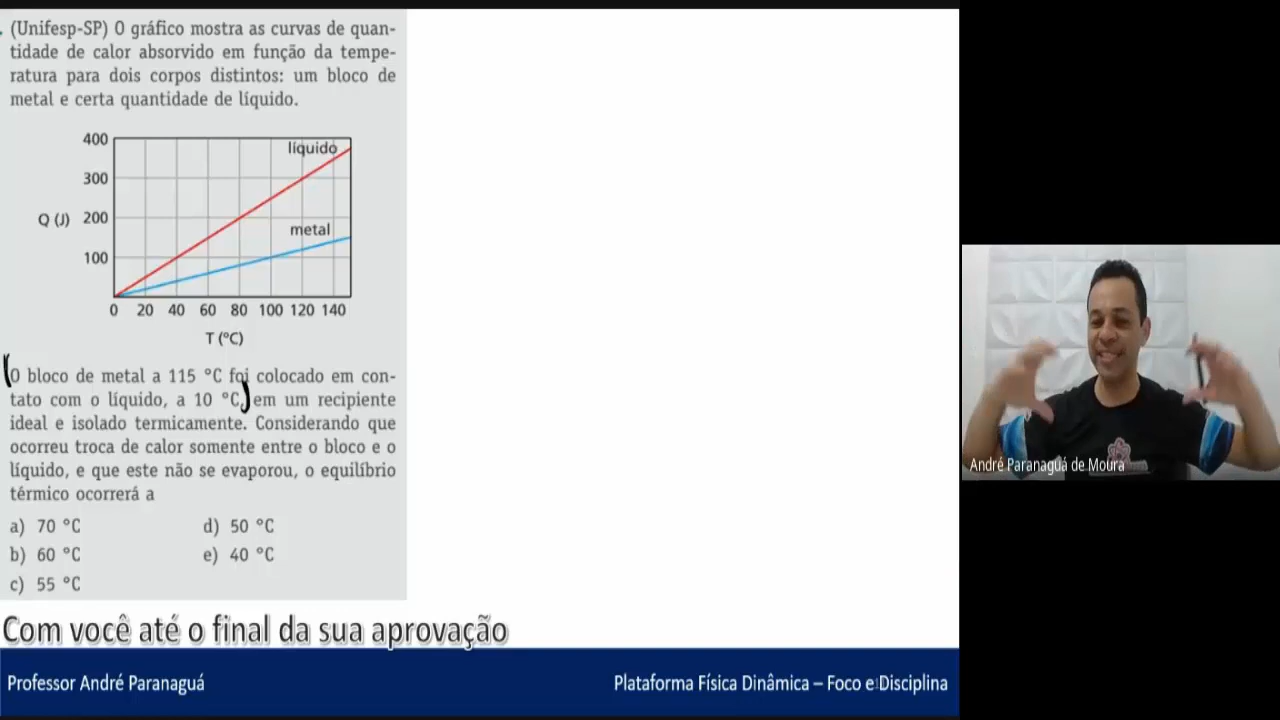 (Unifesp-SP) O gráfico mostra as curvas de quan-
tidade de calor absorvido em função da tempe-
ratura para dois corpos distintos: um bloco de
metal e certa quantidade de líquido.
400
líquido
300
Q (J) 200
metal
100
0 20 40 60 80 100 120 140
T (°C)
O bloco de metal a 115 °C foi colocado em con-
tato com o líquido, a 10 °C, em um recipiente
ideal e isolado termicamente. Considerando que
ocorreu troca de calor somente entre o bloco e o
líquido, e que este não se evaporou, o equilíbrio
térmico ocorrerá a
a) 70 °C d) 50 °C
b) 60 °C e) 40 °C
c) 55 °C
Com você até o final da sua aprovação
Professor André Paranaguá Plataforma Física Dinâmica – Foco e Disciplina
André Paranaguá de Moura